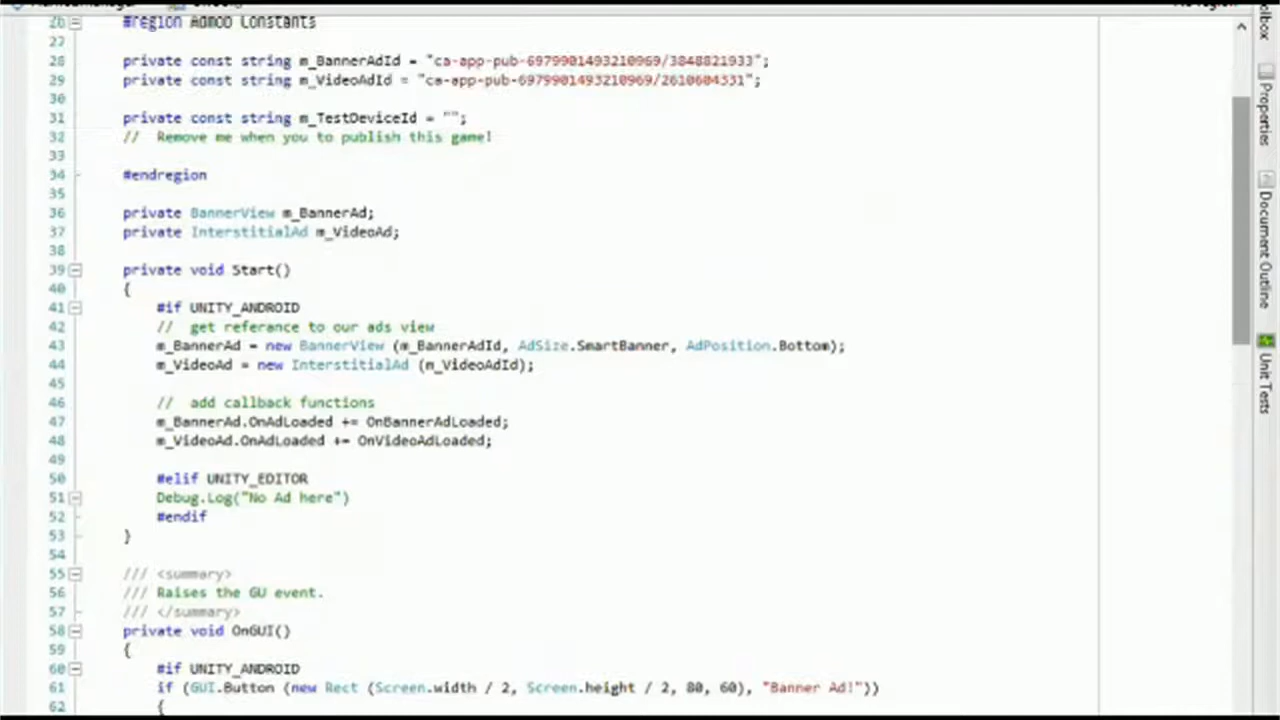 26 #region Admob Constants
27
28 private const string m_BannerAdId = "ca-app-pub-6979901493210969/3848821933";
29 private const string m_VideoAdId = "ca-app-pub-6979901493210969/2610604331";
30
31 private const string m_TestDeviceId = "";
32 // Remove me when you to publish this game!
33
34 #endregion
35
36 private BannerView m_BannerAd;
37 private InterstitialAd m_VideoAd;
38
39 private void Start()
40 {
41 #if UNITY_ANDROID
42 // get referance to our ads view
43 m_BannerAd = new BannerView (m_BannerAdId, AdSize.SmartBanner, AdPosition.Bottom);
44 m_VideoAd = new InterstitialAd (m_VideoAdId);
45
46 // add callback functions
47 m_BannerAd.OnAdLoaded += OnBannerAdLoaded;
48 m_VideoAd.OnAdLoaded += OnVideoAdLoaded;
49
50 #elif UNITY_EDITOR
51 Debug.Log("No Ad here")
52 #endif
53 }
54
55 /// <summary>
56 /// Raises the GU event.
57 /// </summary>
58 private void OnGUI()
59 {
60 #if UNITY_ANDROID
61 if (GUI.Button (new Rect (Screen.width / 2, Screen.height / 2, 80, 60), "Banner Ad!"))
62 {
Properties
Document Outline
Unit Tests